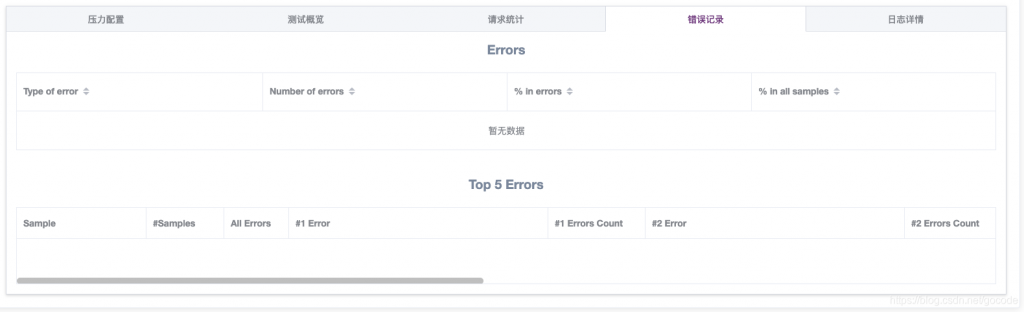 压力配置 测试概览 请求统计 错误记录 日志详情
Errors
Type of error Number of errors % in errors % in all samples
暂无数据
Top 5 Errors
Sample #Samples All Errors #1 Error #1 Errors Count #2 Error #2 Errors Count
https://blog.csdn.net/gocode